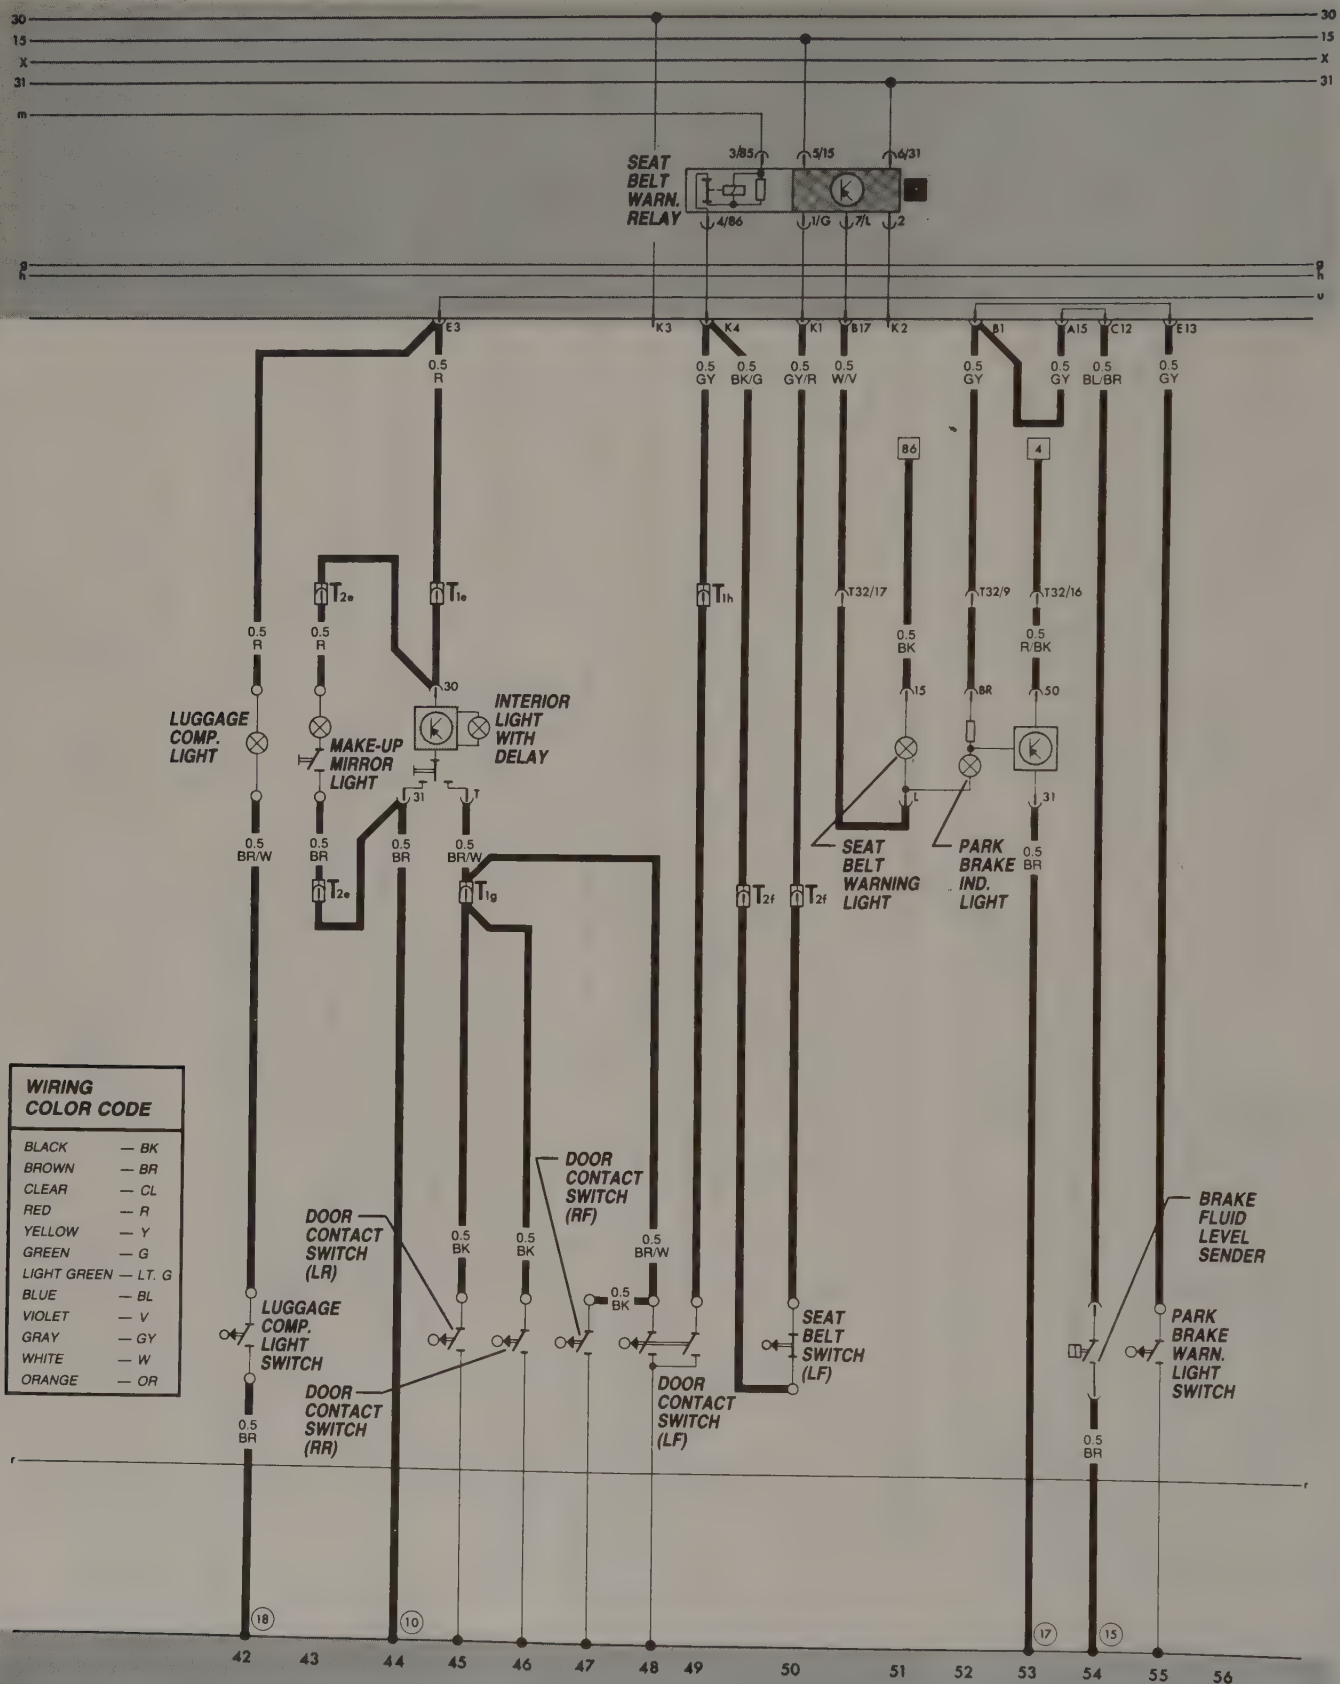 30 30
15 15
X X
31 31
m
3/85 5/15 6/31
SEAT
BELT
WARN.
RELAY
4/86 1/G 7/L 2
g g
h h
u
E3 K3 K4 K1 B17 K2 B1 A15 C12 E13
0.5 0.5 0.5 0.5 0.5 0.5 0.5 0.5 0.5
R GY BK/G GY/R W/V GY GY BL/BR GY
86 4
T2e T1e T1h T32/17 T32/9 T32/16
0.5 0.5 0.5 0.5
R R BK R/BK
30 15 BR 50
LUGGAGE
COMP.
LIGHT
MAKE-UP
MIRROR
LIGHT
INTERIOR
LIGHT
WITH
DELAY
31 T L 31
0.5 0.5 0.5 0.5 0.5
BR/W BR BR BR/W BR
T2e T1g T2f T2f
SEAT
BELT
WARNING
LIGHT
PARK
BRAKE
IND.
LIGHT
WIRING
COLOR CODE
BLACK — BK
BROWN — BR
CLEAR — CL
RED — R
YELLOW — Y
GREEN — G
LIGHT GREEN — LT. G
BLUE — BL
VIOLET — V
GRAY — GY
WHITE — W
ORANGE — OR
DOOR
CONTACT
SWITCH
(RF)
DOOR
CONTACT
SWITCH
(LR)
0.5 0.5 0.5
BK BK BR/W
BRAKE
FLUID
LEVEL
SENDER
0.5
BK
LUGGAGE
COMP.
LIGHT
SWITCH
SEAT
BELT
SWITCH
(LF)
PARK
BRAKE
WARN.
LIGHT
SWITCH
DOOR
CONTACT
SWITCH
(RR)
DOOR
CONTACT
SWITCH
(LF)
0.5 0.5
BR BR
r r
18 10 17 15
42 43 44 45 46 47 48 49 50 51 52 53 54 55 56